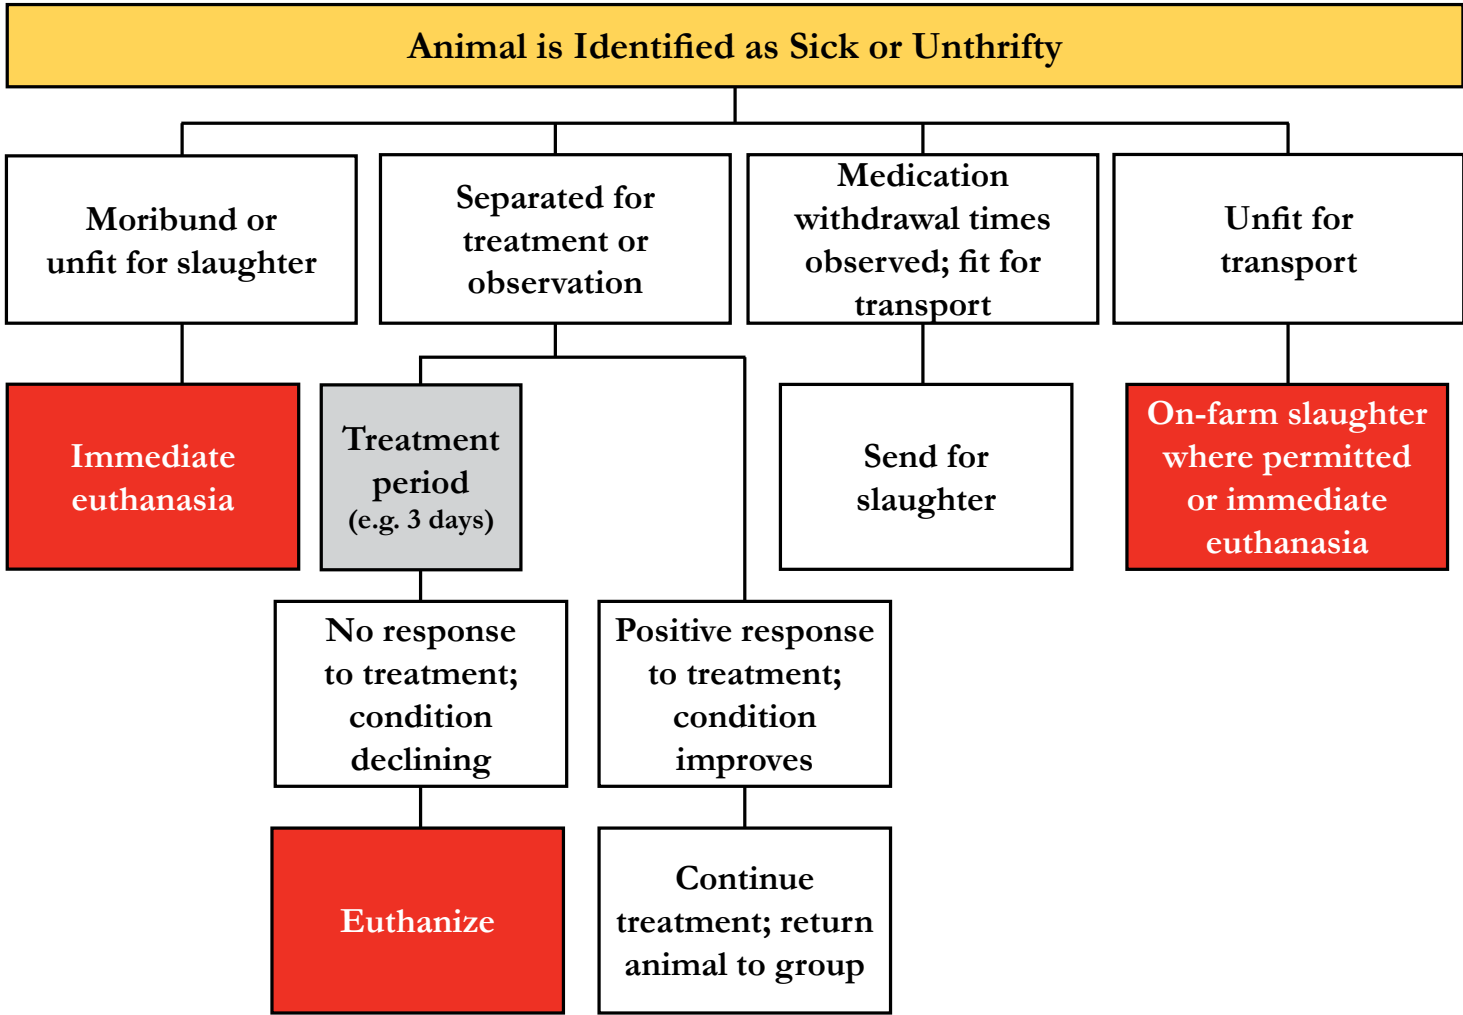 Animal is Identified as Sick or Unthrifty
Moribund or
unfit for slaughter
Separated for
treatment or
observation
Medication
withdrawal times
observed; fit for
transport
Unfit for
transport
Immediate
euthanasia
Treatment
period
(e.g. 3 days)
Send for
slaughter
On-farm slaughter
where permitted
or immediate
euthanasia
No response
to treatment;
condition
declining
Positive response
to treatment;
condition
improves
Euthanize
Continue
treatment; return
animal to group